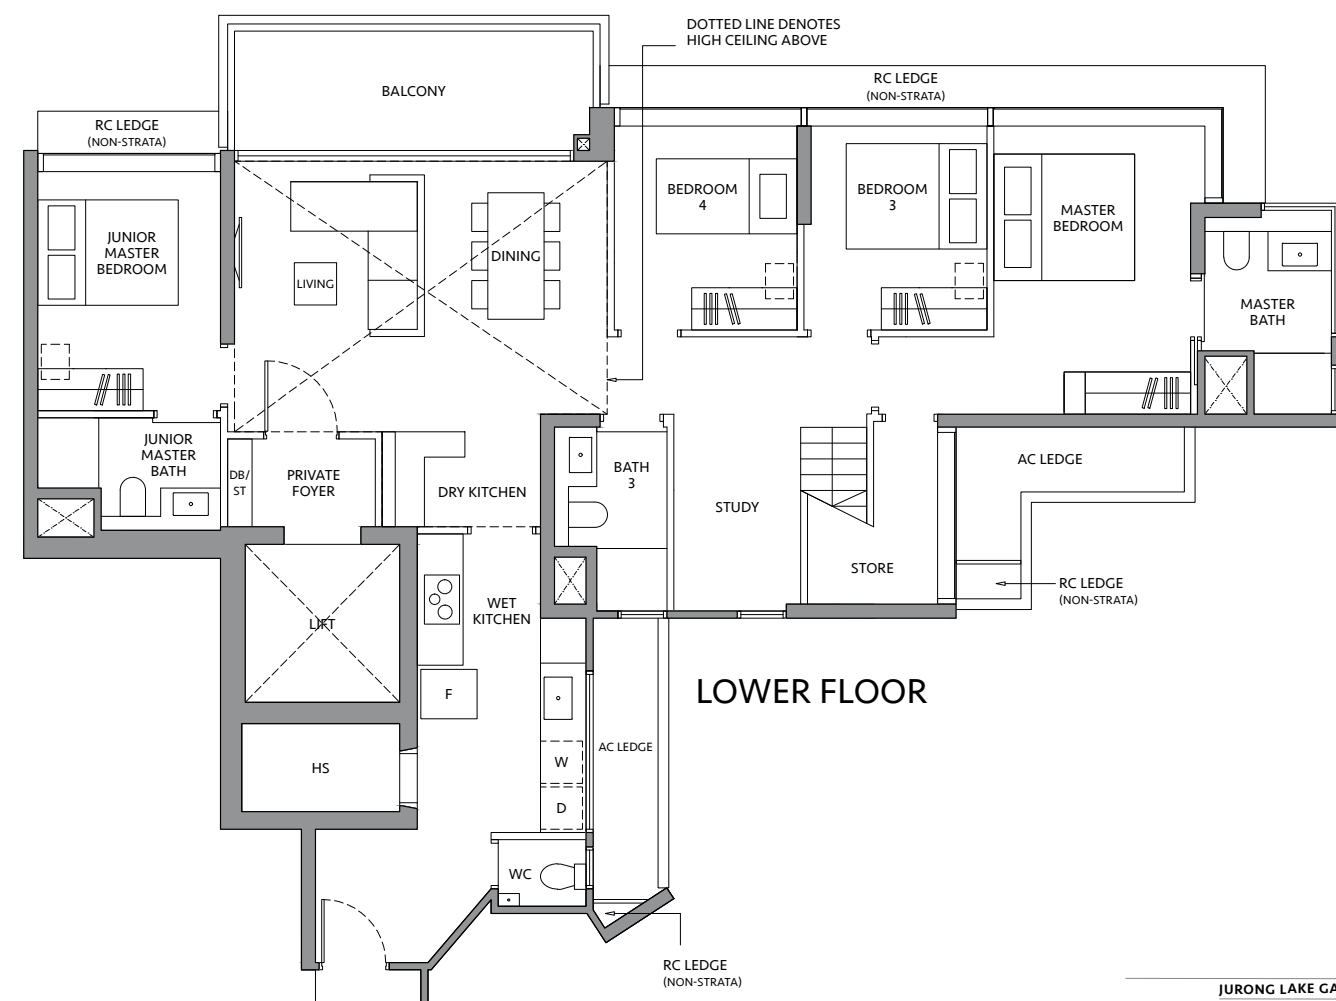 DOTTED LINE DENOTES
HIGH CEILING ABOVE
RC LEDGE
(NON-STRATA)
BALCONY
RC LEDGE
(NON-STRATA)
BEDROOM
4
BEDROOM
3
MASTER
BEDROOM
JUNIOR
MASTER
BEDROOM
DINING
LIVING
MASTER
BATH
JUNIOR
MASTER
BATH
DB/
ST
PRIVATE
FOYER
DRY KITCHEN
BATH
3
STUDY
AC LEDGE
STORE
RC LEDGE
(NON-STRATA)
WET
KITCHEN
LIFT
F
LOWER FLOOR
HS
W
AC LEDGE
D
WC
RC LEDGE
(NON-STRATA)
JURONG LAKE GA